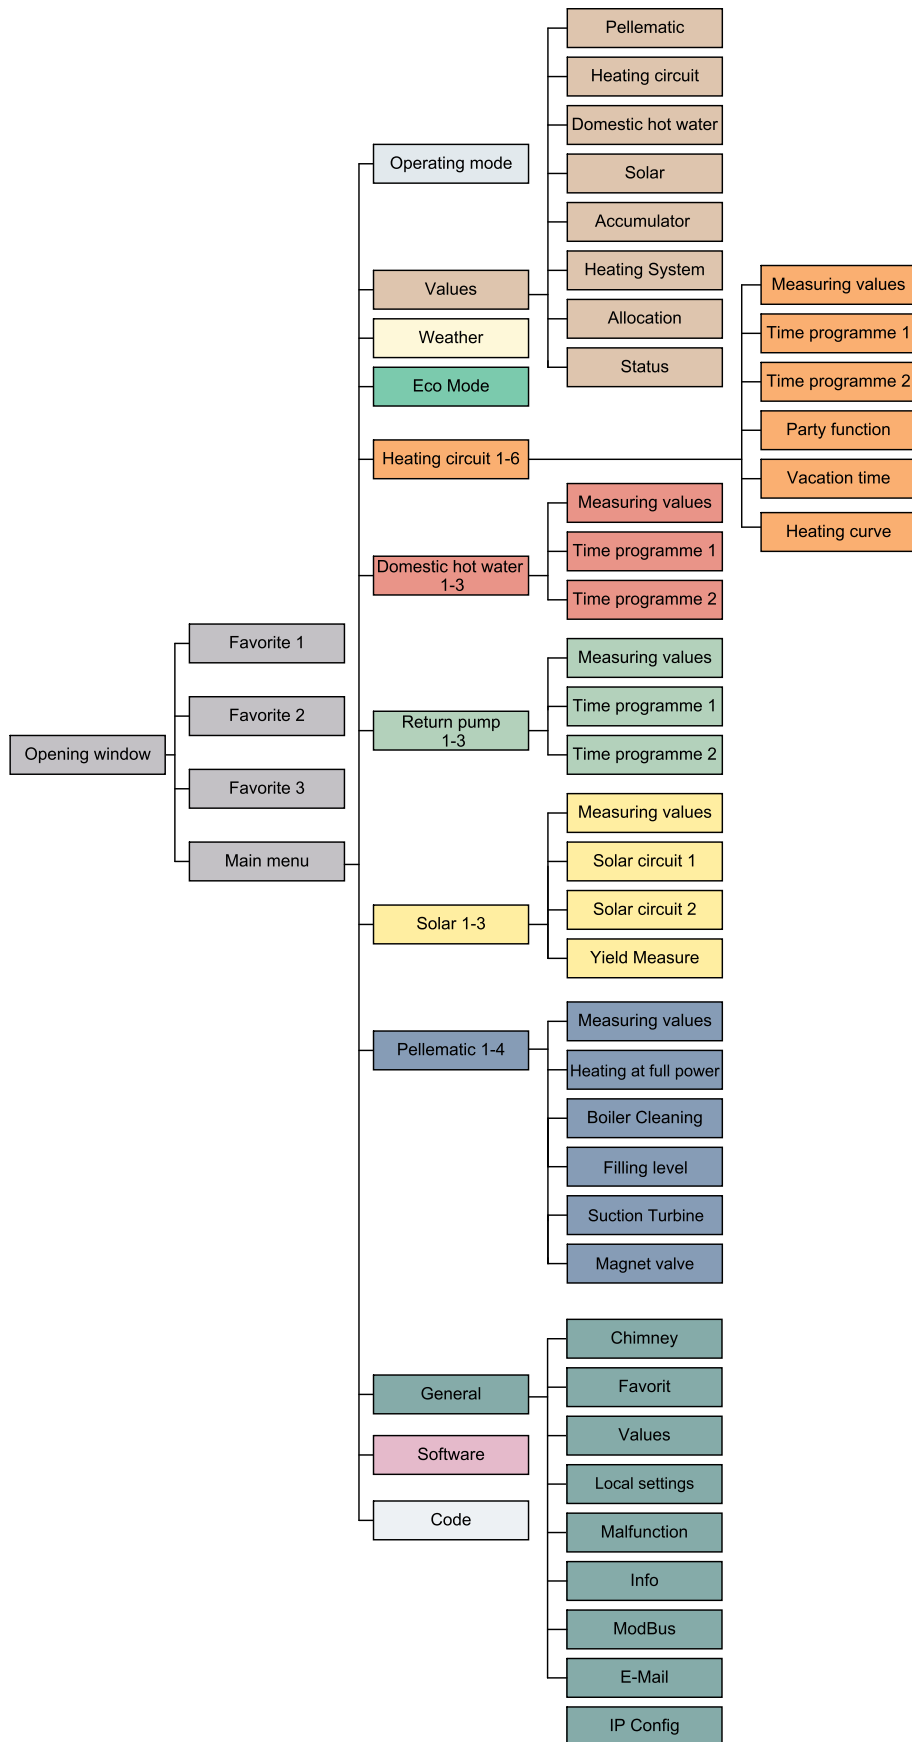 Opening window
Favorite 1
Favorite 2
Favorite 3
Main menu
Operating mode
Values
Pellematic
Heating circuit
Domestic hot water
Solar
Accumulator
Heating System
Allocation
Status
Weather
Eco Mode
Heating circuit 1-6
Measuring values
Time programme 1
Time programme 2
Party function
Vacation time
Heating curve
Domestic hot water
1-3
Measuring values
Time programme 1
Time programme 2
Return pump
1-3
Measuring values
Time programme 1
Time programme 2
Solar 1-3
Measuring values
Solar circuit 1
Solar circuit 2
Yield Measure
Pellematic 1-4
Measuring values
Heating at full power
Boiler Cleaning
Filling level
Suction Turbine
Magnet valve
General
Chimney
Favorit
Values
Local settings
Malfunction
Info
ModBus
E-Mail
IP Config
Software
Code